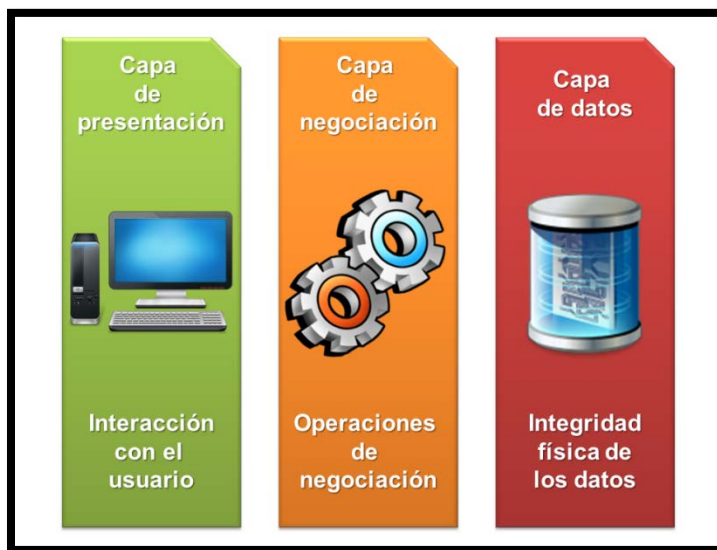 Capa
de
presentación
Interacción
con el
usuario
Capa
de
negociación
Operaciones
de
negociación
Capa
de datos
Integridad
física de
los datos